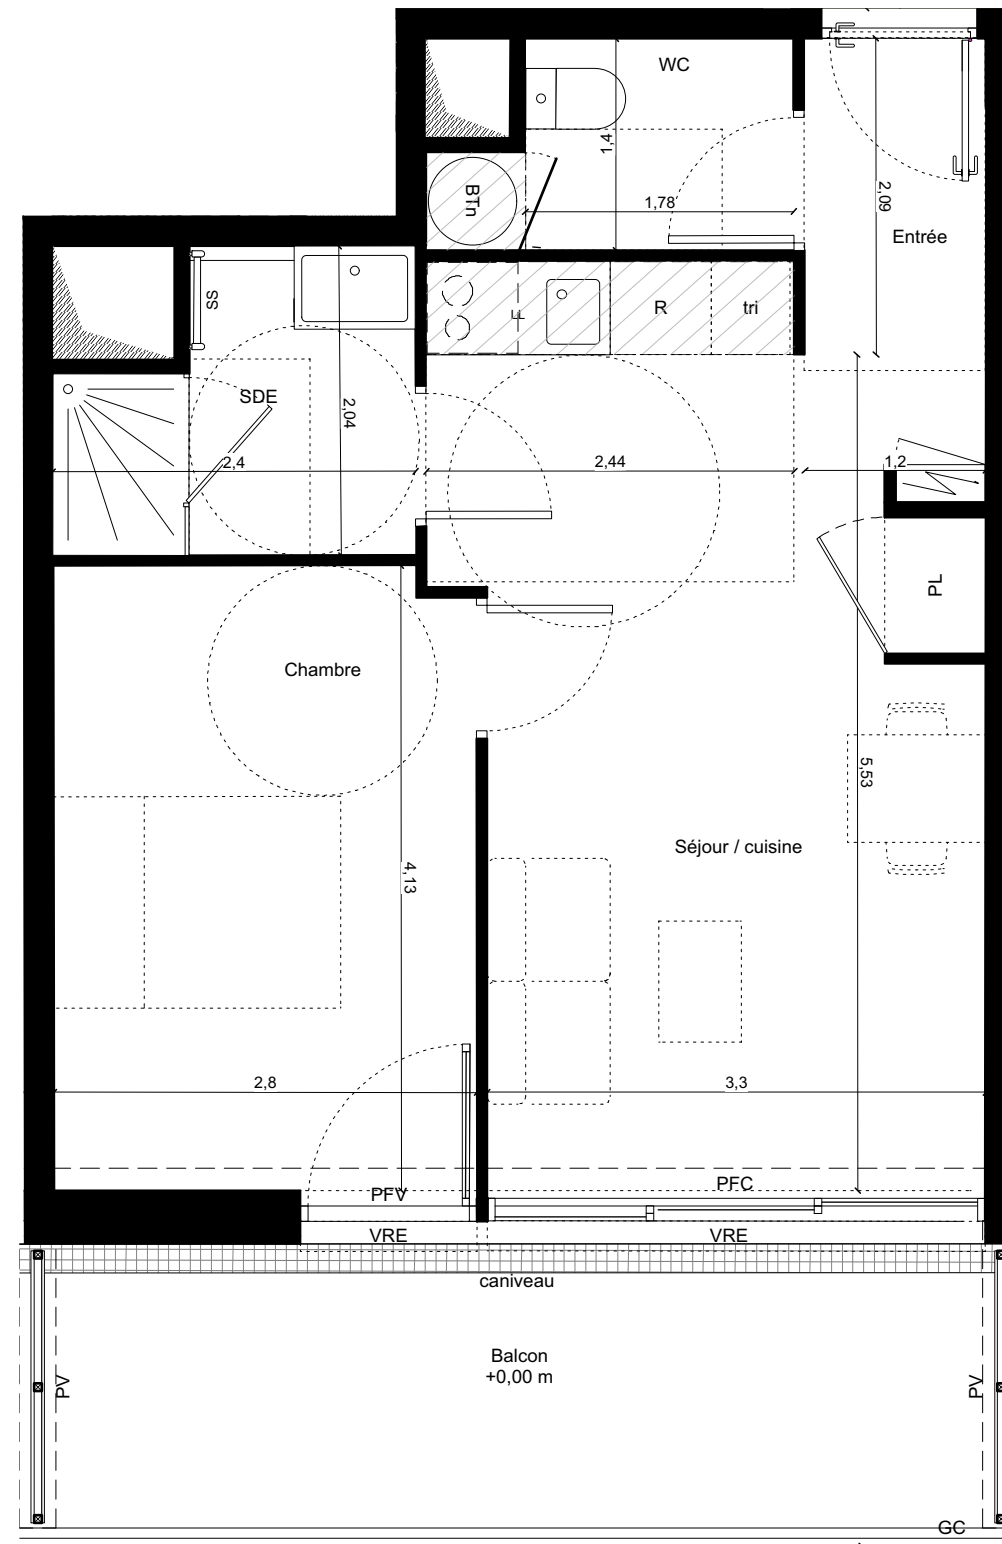 WC
1,4
BTn
1,78
2,09
Entrée
SS
LF
R
tri
SDE
2,04
2,4
2,44
1,2
PL
Chambre
5,53
Séjour / cuisine
4,13
2,8
3,3
PFV
PFC
VRE
VRE
caniveau
Balcon
+0,00 m
PV
PV
GC